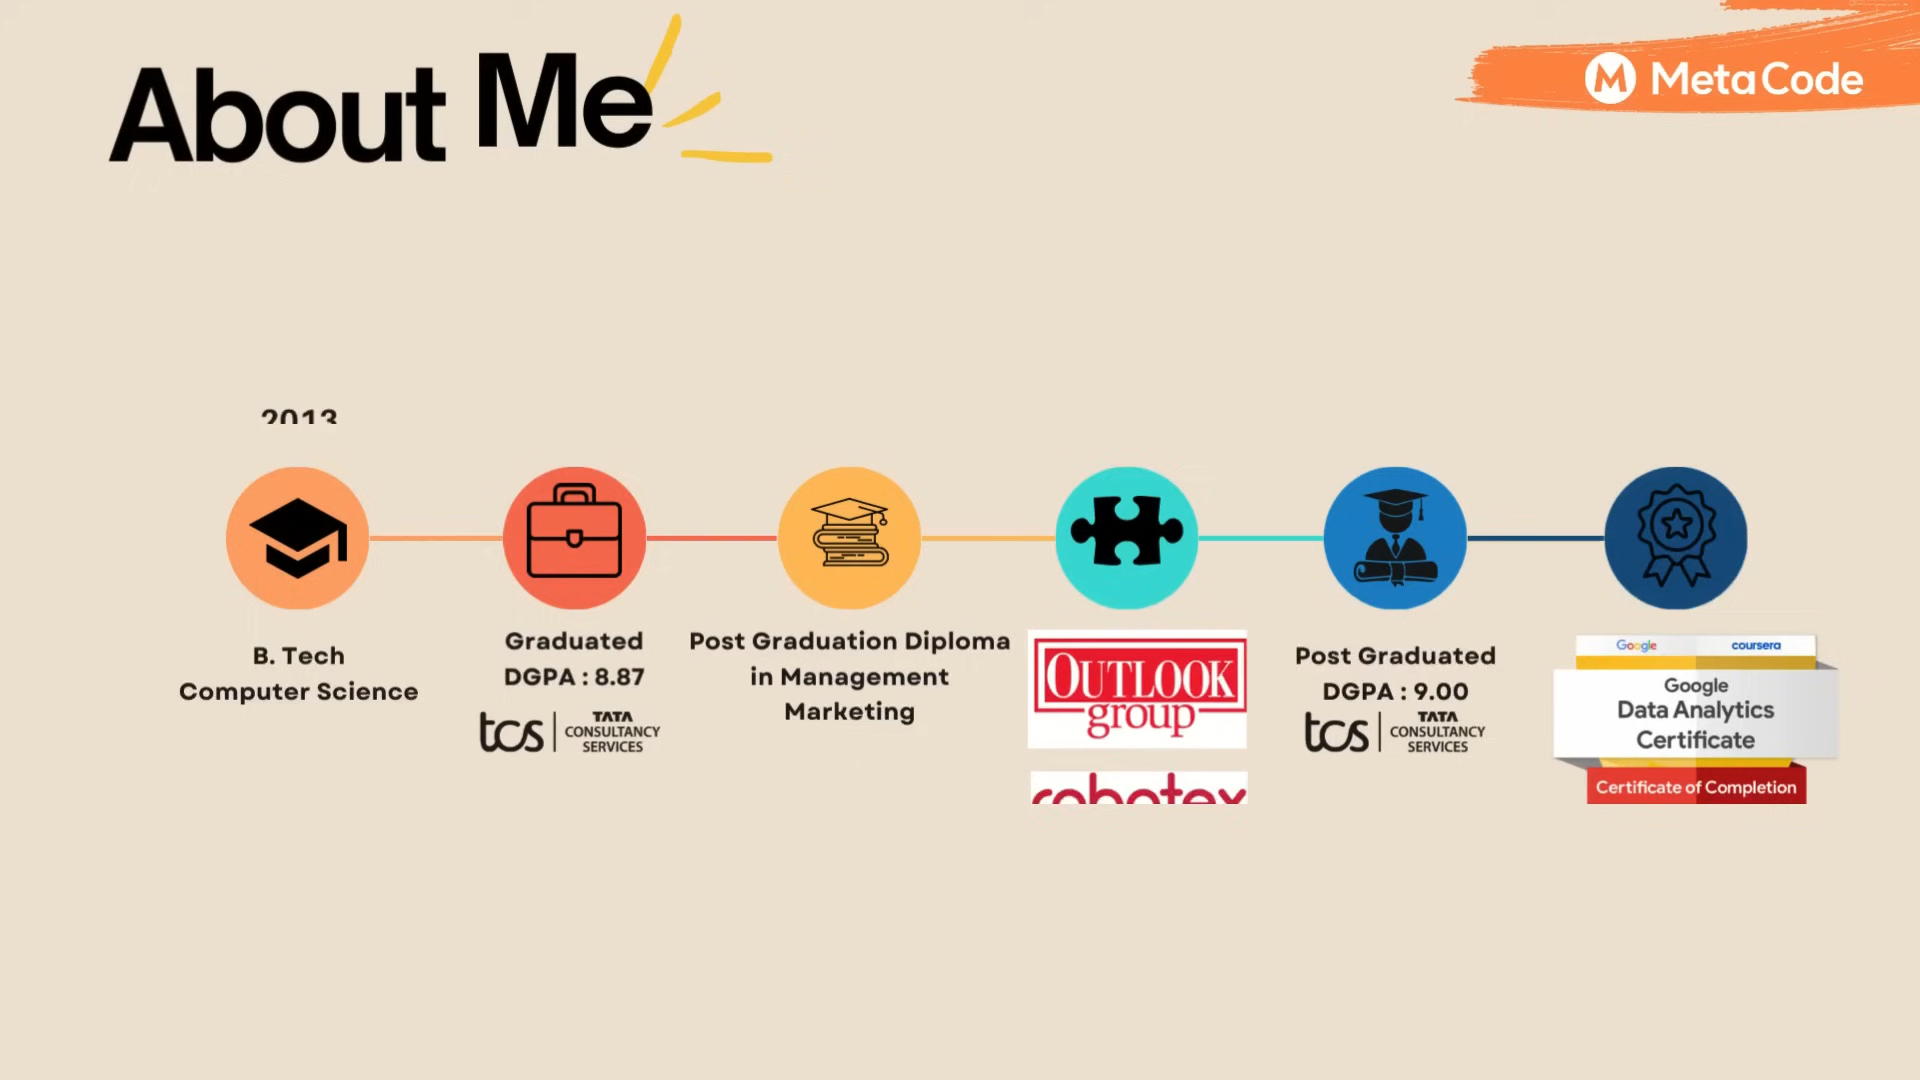 About Me
M MetaCode
2013
B. Tech
Computer Science
Graduated
DGPA : 8.87
tcs TATA
CONSULTANCY
SERVICES
Post Graduation Diploma
in Management
Marketing
OUTLOOK
group
robotex
Post Graduated
DGPA : 9.00
tcs TATA
CONSULTANCY
SERVICES
Google coursera
Google
Data Analytics
Certificate
Certificate of Completion